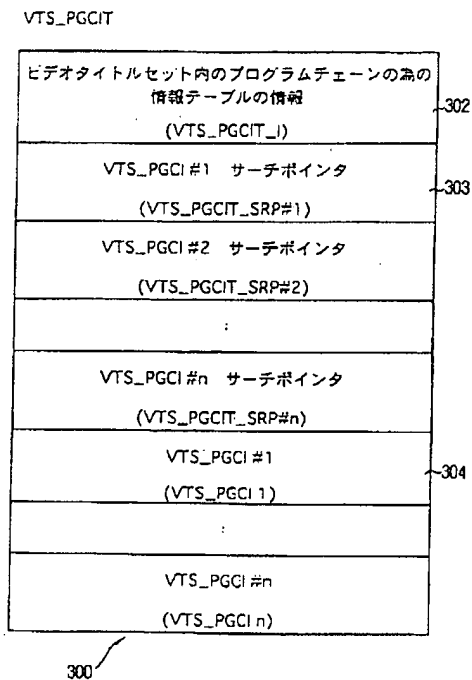 VTS_PGCIT
ビデオタイトルセット内のプログラムチェーンの為の
情報テーブルの情報
(VTS_PGCIT_I)
302
VTS_PGCI #1 サーチポインタ
303
(VTS_PGCIT_SRP#1)
VTS_PGCI #2 サーチポインタ
(VTS_PGCIT_SRP#2)
:
VTS_PGCI #n サーチポインタ
(VTS_PGCIT_SRP#n)
VTS_PGCI #1
304
(VTS_PGCI 1)
:
VTS_PGCI #n
(VTS_PGCI n)
300